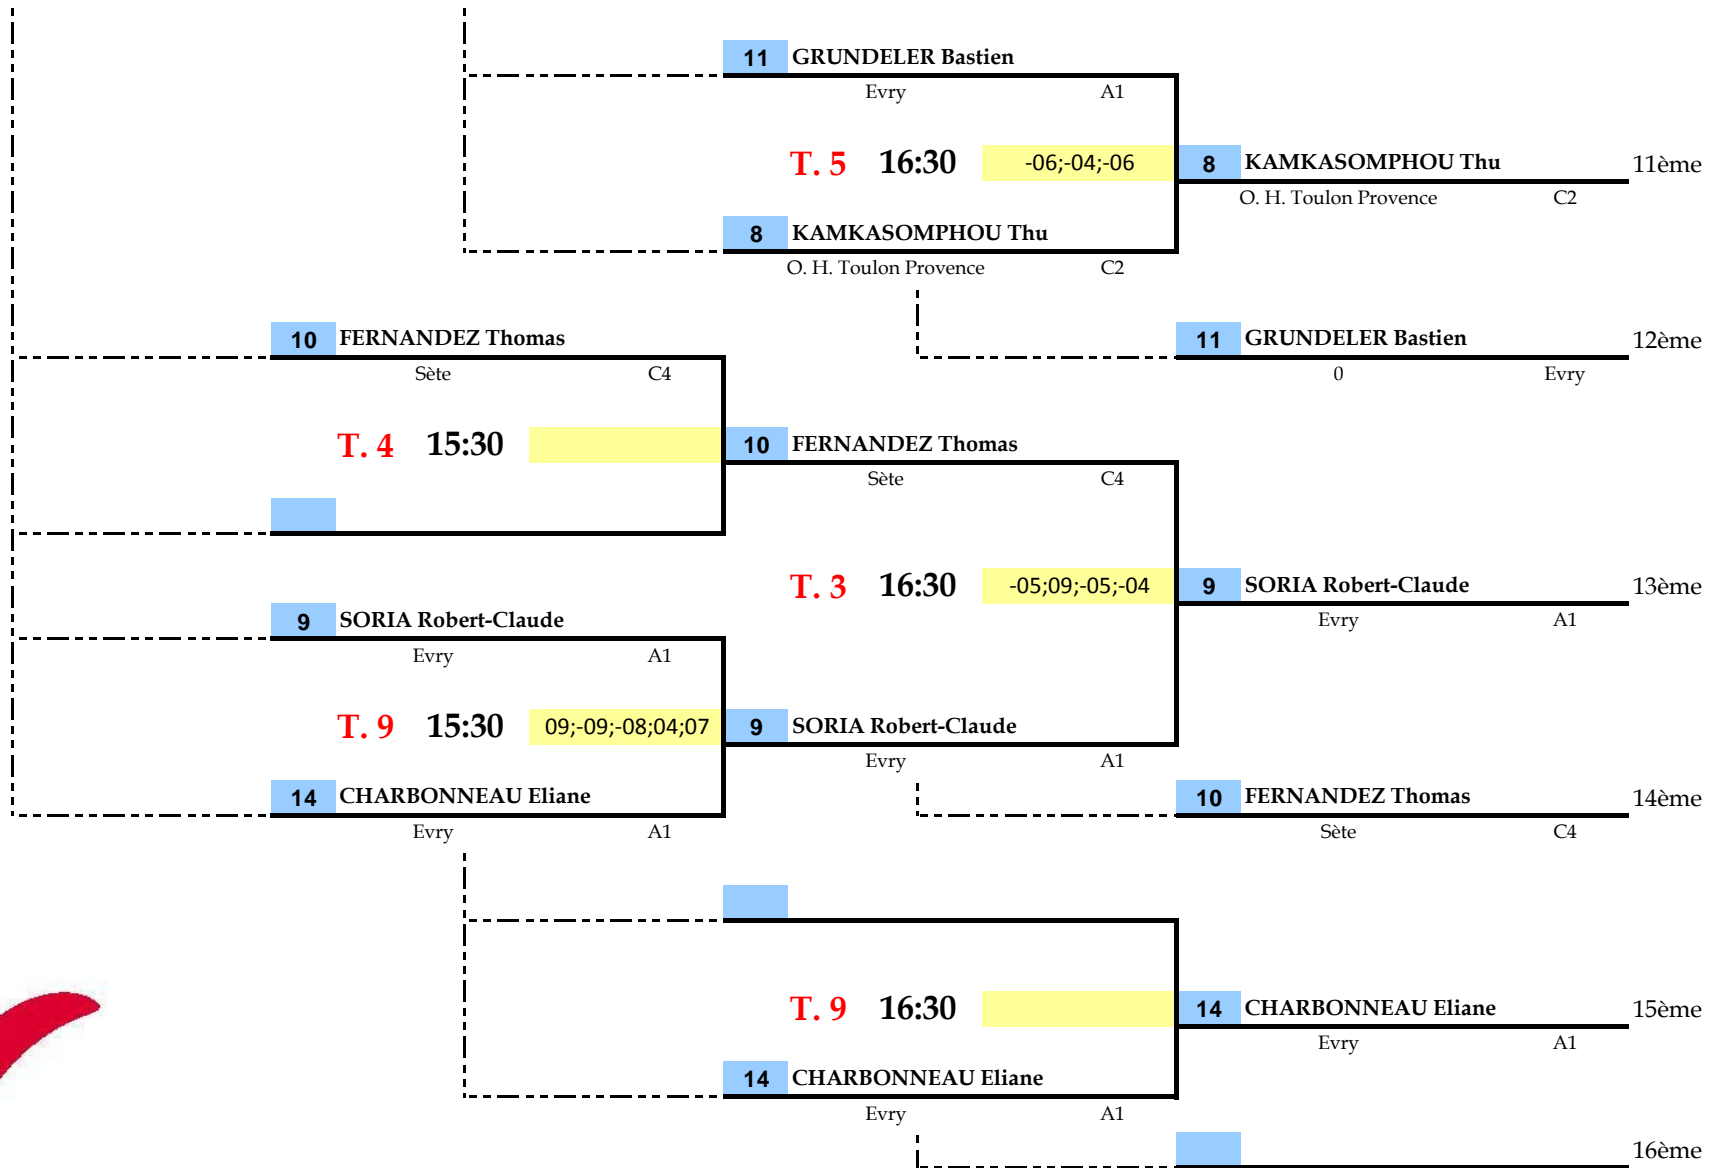 11 GRUNDELER Bastien
Evry A1
T. 5 16:30 -06;-04;-06 8 KAMKASOMPHOU Thu 11ème
O. H. Toulon Provence C2
8 KAMKASOMPHOU Thu
O. H. Toulon Provence C2
10 FERNANDEZ Thomas 11 GRUNDELER Bastien 12ème
Sète C4 0 Evry
T. 4 15:30 10 FERNANDEZ Thomas
Sète C4
T. 3 16:30 -05;09;-05;-04 9 SORIA Robert-Claude 13ème
9 SORIA Robert-Claude Evry A1
Evry A1
T. 9 15:30 09;-09;-08;04;07 9 SORIA Robert-Claude
Evry A1
14 CHARBONNEAU Eliane 10 FERNANDEZ Thomas 14ème
Evry A1 Sète C4
T. 9 16:30 14 CHARBONNEAU Eliane 15ème
Evry A1
14 CHARBONNEAU Eliane
Evry A1
16ème